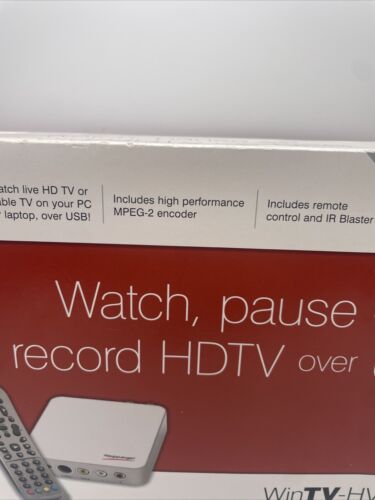 atch live HD TV or
able TV on your PC
laptop, over USB!
Includes high performance
MPEG-2 encoder
Includes remote
control and IR Blaster
Watch, pause
record HDTV over
Hauppauge
WinTV-HV